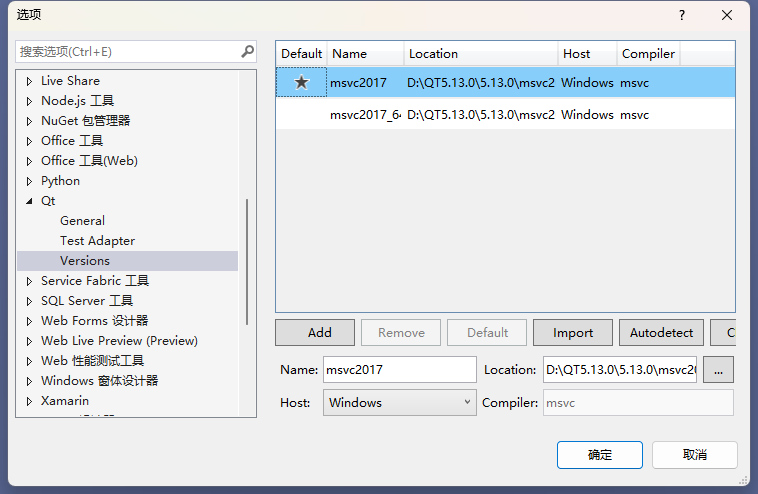 选项
搜索选项(Ctrl+E)
Live Share
Node.js 工具
NuGet 包管理器
Office 工具
Office 工具(Web)
Python
Qt
General
Test Adapter
Versions
Service Fabric 工具
SQL Server 工具
Web Forms 设计器
Web Live Preview (Preview)
Web 性能测试工具
Windows 窗体设计器
Xamarin
Default Name Location Host Compiler
msvc2017 D:\QT5.13.0\5.13.0\msvc2 Windows msvc
msvc2017_64 D:\QT5.13.0\5.13.0\msvc2 Windows msvc
Add Remove Default Import Autodetect C
Name: msvc2017 Location: D:\QT5.13.0\5.13.0\msvc20 ...
Host: Windows Compiler: msvc
确定 取消